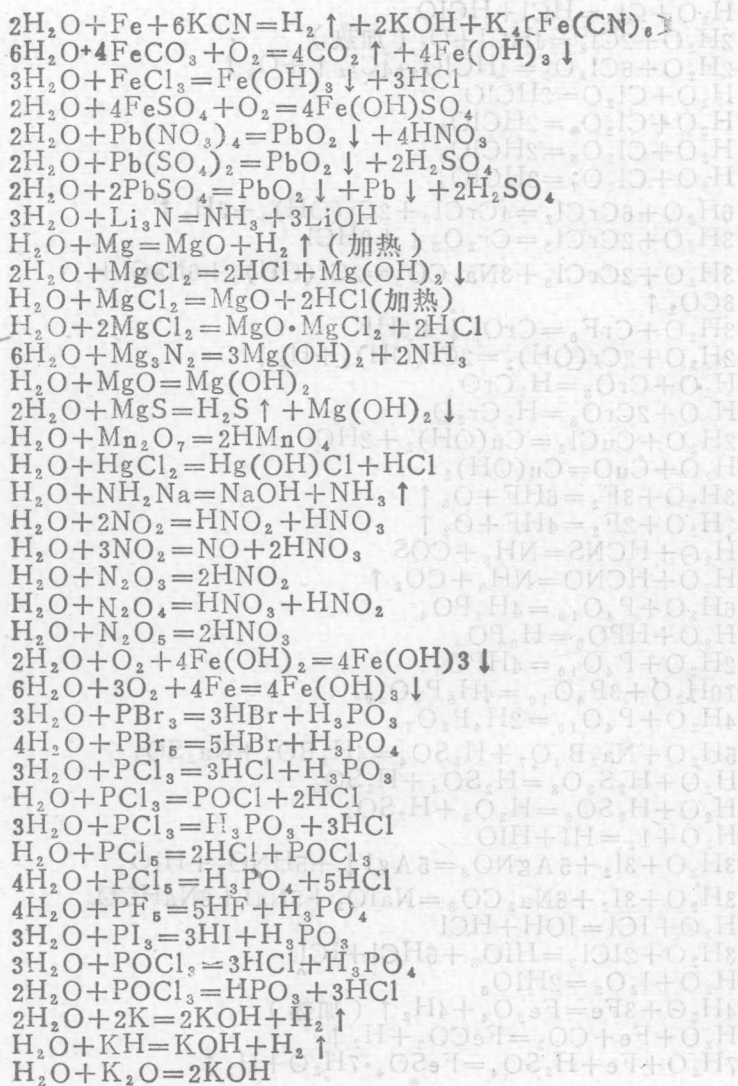 2H₂O+Fe+6KCN=H₂↑+2KOH+K₄[Fe(CN)₆]
6H₂O+4FeCO₃+O₂=4CO₂↑+4Fe(OH)₃↓
3H₂O+FeCl₃=Fe(OH)₃↓+3HCl
2H₂O+4FeSO₄+O₂=4Fe(OH)SO₄
2H₂O+Pb(NO₃)₄=PbO₂↓+4HNO₃
2H₂O+Pb(SO₄)₂=PbO₂↓+2H₂SO₄
2H₂O+2PbSO₄=PbO₂↓+Pb↓+2H₂SO₄
3H₂O+Li₃N=NH₃+3LiOH
H₂O+Mg=MgO+H₂↑(加热)
2H₂O+MgCl₂=2HCl+Mg(OH)₂↓
H₂O+MgCl₂=MgO+2HCl(加热)
H₂O+2MgCl₂=MgO•MgCl₂+2HCl
6H₂O+Mg₃N₂=3Mg(OH)₂+2NH₃
H₂O+MgO=Mg(OH)₂
2H₂O+MgS=H₂S↑+Mg(OH)₂↓
H₂O+Mn₂O₇=2HMnO₄
H₂O+HgCl₂=Hg(OH)Cl+HCl
H₂O+NH₂Na=NaOH+NH₃↑
H₂O+2NO₂=HNO₂+HNO₃
H₂O+3NO₂=NO+2HNO₃
H₂O+N₂O₃=2HNO₂
H₂O+N₂O₄=HNO₃+HNO₂
H₂O+N₂O₅=2HNO₃
2H₂O+O₂+4Fe(OH)₂=4Fe(OH)3↓
6H₂O+3O₂+4Fe=4Fe(OH)₃↓
3H₂O+PBr₃=3HBr+H₃PO₃
4H₂O+PBr₅=5HBr+H₃PO₄
3H₂O+PCl₃=3HCl+H₃PO₃
H₂O+PCl₃=POCl+2HCl
3H₂O+PCl₃=H₃PO₃+3HCl
H₂O+PCl₅=2HCl+POCl₃
4H₂O+PCl₅=H₃PO₄+5HCl
4H₂O+PF₅=5HF+H₃PO₄
3H₂O+PI₃=3HI+H₃PO₃
3H₂O+POCl₃=3HCl+H₃PO₄
2H₂O+POCl₃=HPO₃+3HCl
2H₂O+2K=2KOH+H₂↑
H₂O+KH=KOH+H₂↑
H₂O+K₂O=2KOH